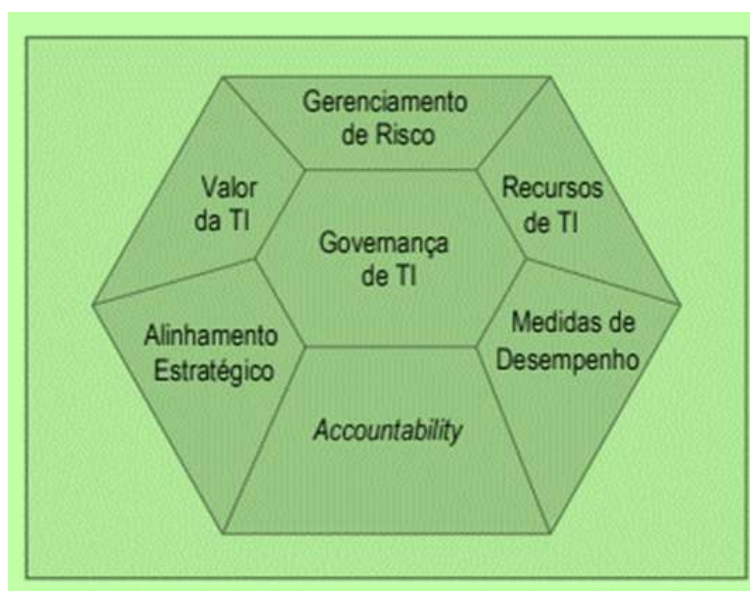 Gerenciamento
de Risco
Valor
da TI
Recursos
de TI
Governança
de TI
Alinhamento
Estratégico
Medidas de
Desempenho
Accountability